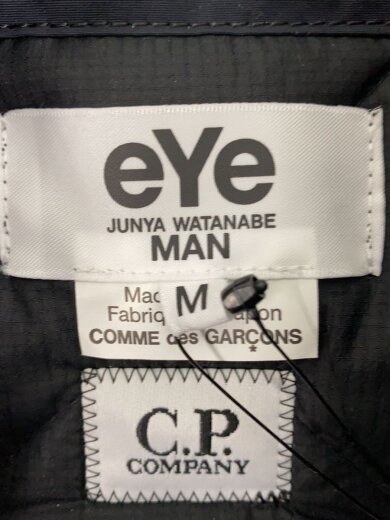 eYe
JUNYA WATANABE
MAN
M
COMME des GARÇONS
*
C.P.
COMPANY